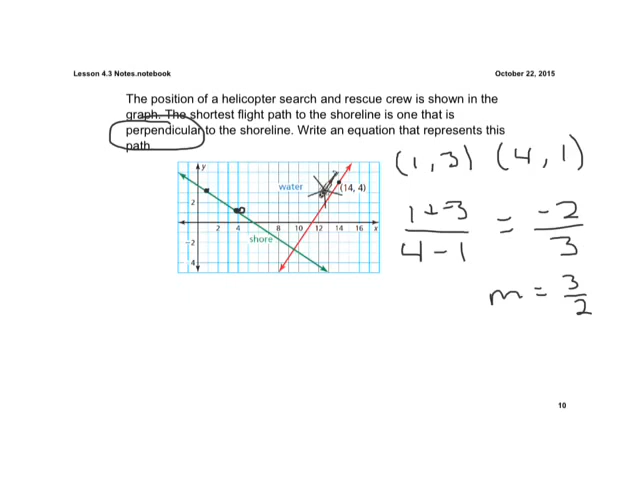 Lesson 4.3 Notes.notebook
October 22, 2015
The position of a helicopter search and rescue crew is shown in the
graph. The shortest flight path to the shoreline is one that is
perpendicular to the shoreline. Write an equation that represents this
path.
(1,3) (4,1)
y
water
(14, 4)
2
2 4 8 10 12 14 16 x
shore
-2
4
1+-3 = -2
4-1 3
m = 3
2
10